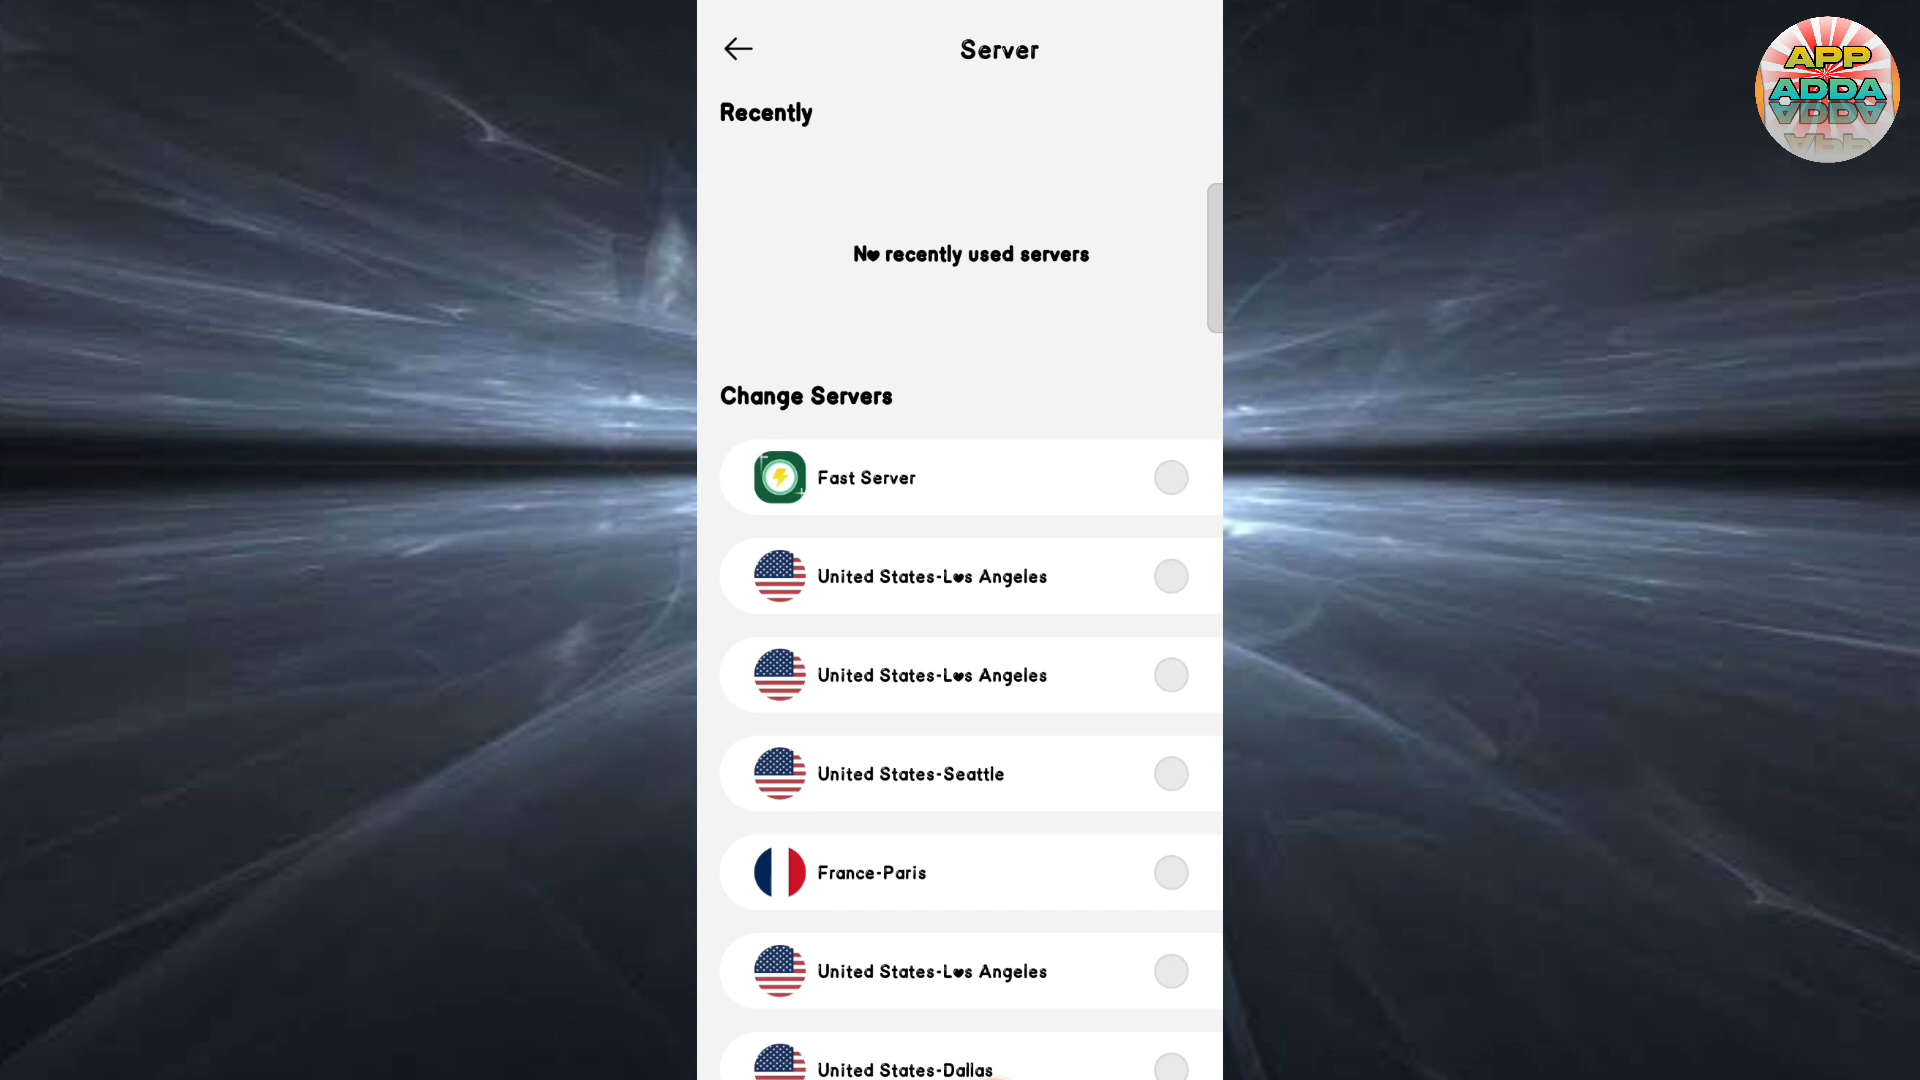 Server
APP
ADDA
Recently
No recently used servers
Change Servers
Fast Server
United States-Los Angeles
United States-Los Angeles
United States-Seattle
France-Paris
United States-Los Angeles
United States-Dallas